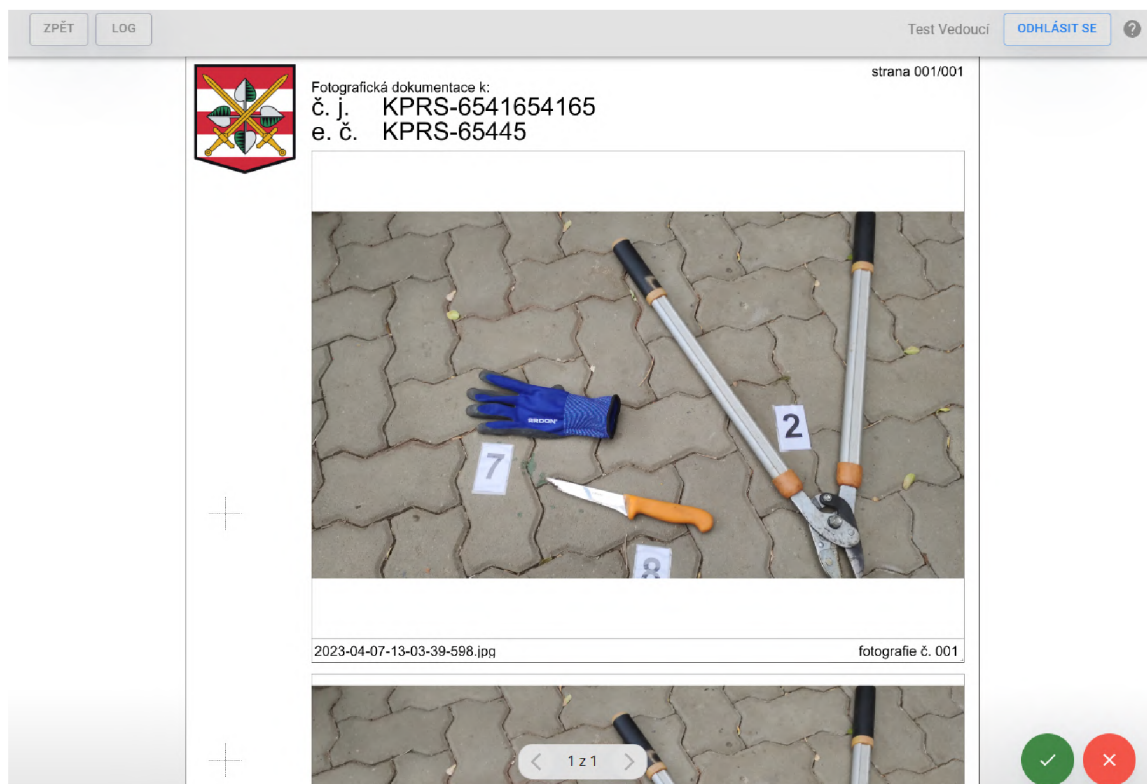 ZPĚT LOG Test Vedoucí ODHLÁSIT SE ?
strana 001/001
Fotografická dokumentace k:
č. j. KPRS-6541654165
e. č. KPRS-65445
2
7
8
2023-04-07-13-03-39-598.jpg fotografie č. 001
1 z 1